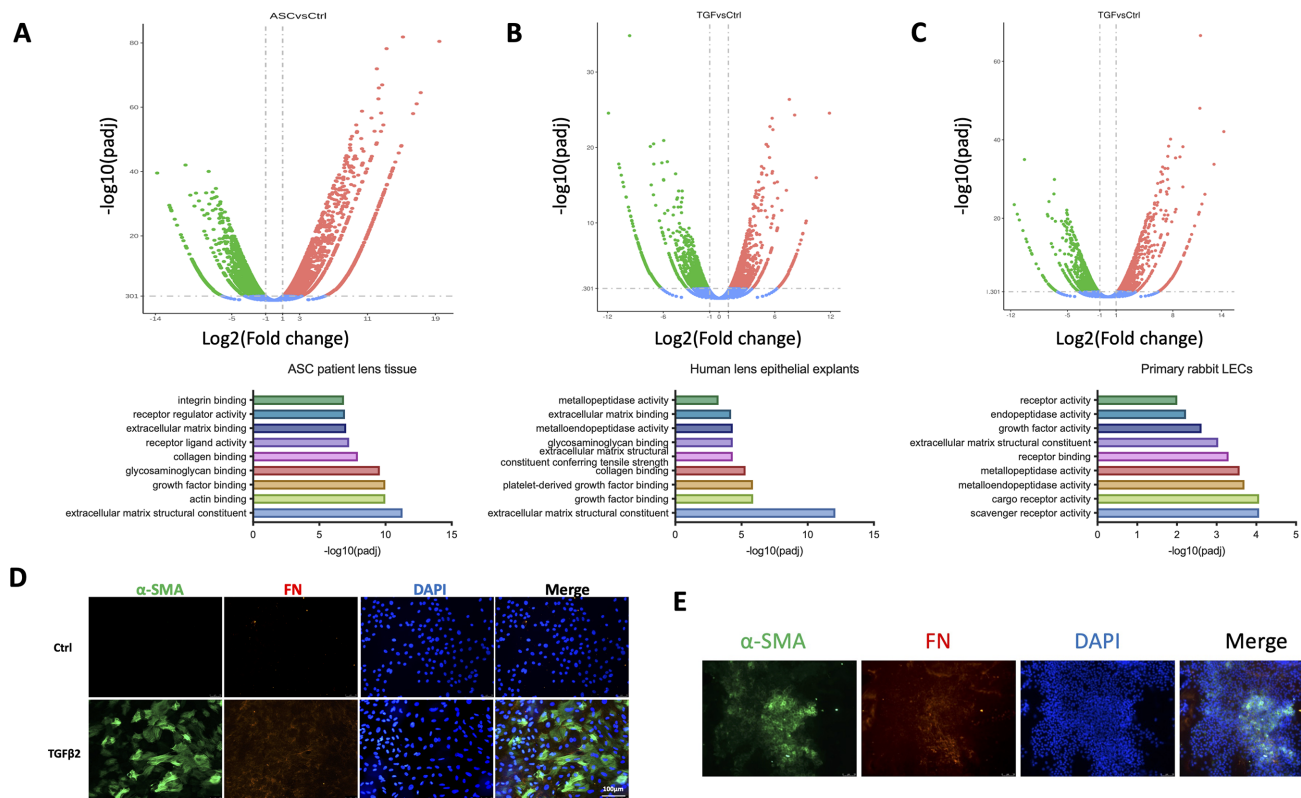 A
ASCvsCtrl
80
60
40
20
301
-14
-5
-1
1
3
11
19
-log10(padj)
Log2(Fold change)
B
TGFvsCtrl
30
20
10
.301
-12
-6
-1
0
1
6
12
-log10(padj)
Log2(Fold change)
C
TGFvsCtrl
60
40
20
1.301
-12
-5
-1
1
8
14
-log10(padj)
Log2(Fold change)
ASC patient lens tissue
integrin binding
receptor regulator activity
extracellular matrix binding
receptor ligand activity
collagen binding
glycosaminoglycan binding
growth factor binding
actin binding
extracellular matrix structural constituent
0 5 10 15
-log10(padj)
Human lens epithelial explants
metallopeptidase activity
extracellular matrix binding
metalloendopeptidase activity
glycosaminoglycan binding
extracellular matrix structural
constituent conferring tensile strength
collagen binding
platelet-derived growth factor binding
growth factor binding
extracellular matrix structural constituent
0 5 10 15
-log10(padj)
Primary rabbit LECs
receptor activity
endopeptidase activity
growth factor activity
extracellular matrix structural constituent
receptor binding
metallopeptidase activity
metalloendopeptidase activity
cargo receptor activity
scavenger receptor activity
0 1 2 3 4 5
-log10(padj)
D
α-SMA FN DAPI Merge
Ctrl
TGFβ2
100μm
E
α-SMA FN DAPI Merge